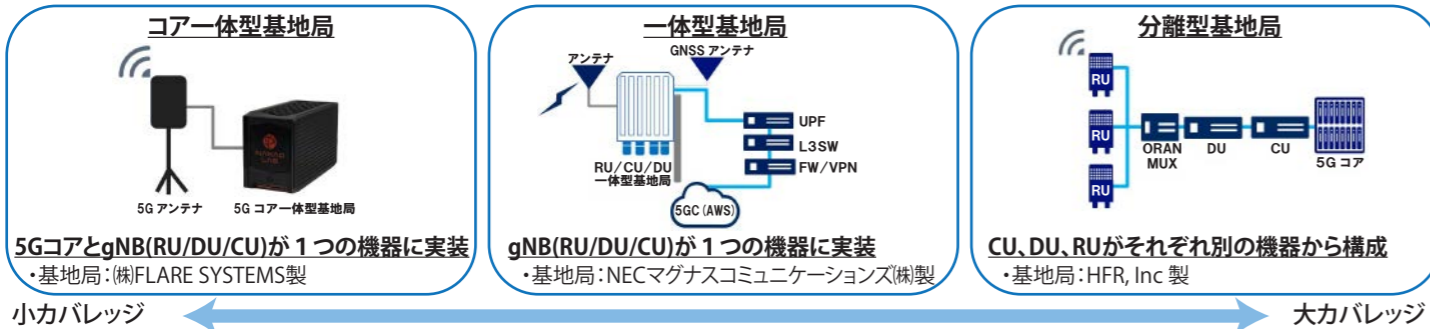 コア一体型基地局
5G アンテナ
5G コア一体型基地局
5GコアとgNB(RU/DU/CU)が１つの機器に実装
・基地局：㈱FLARE SYSTEMS製
一体型基地局
アンテナ
GNSS アンテナ
UPF
L3SW
FW/VPN
RU/CU/DU
一体型基地局
5GC(AWS)
gNB(RU/DU/CU)が１つの機器に実装
・基地局：NECマグナスコミュニケーションズ㈱製
分離型基地局
RU
RU
RU
ORAN
MUX
DU
CU
5G コア
CU、DU、RUがそれぞれ別の機器から構成
・基地局：HFR, Inc 製
小カバレッジ
大カバレッジ